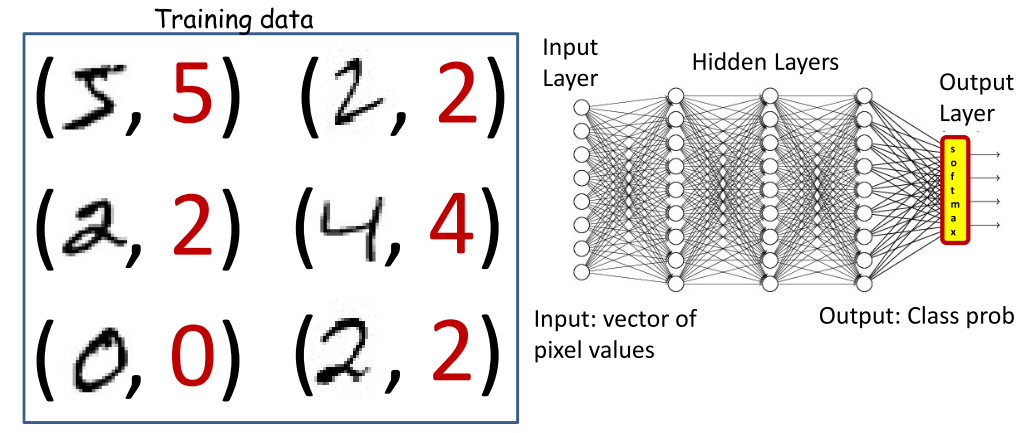 Training data
(5, 5) (2, 2)
(2, 2) (4, 4)
(0, 0) (2, 2)
Input
Layer
Hidden Layers
Output
Layer
s
o
f
t
m
a
x
Input: vector of
pixel values
Output: Class prob